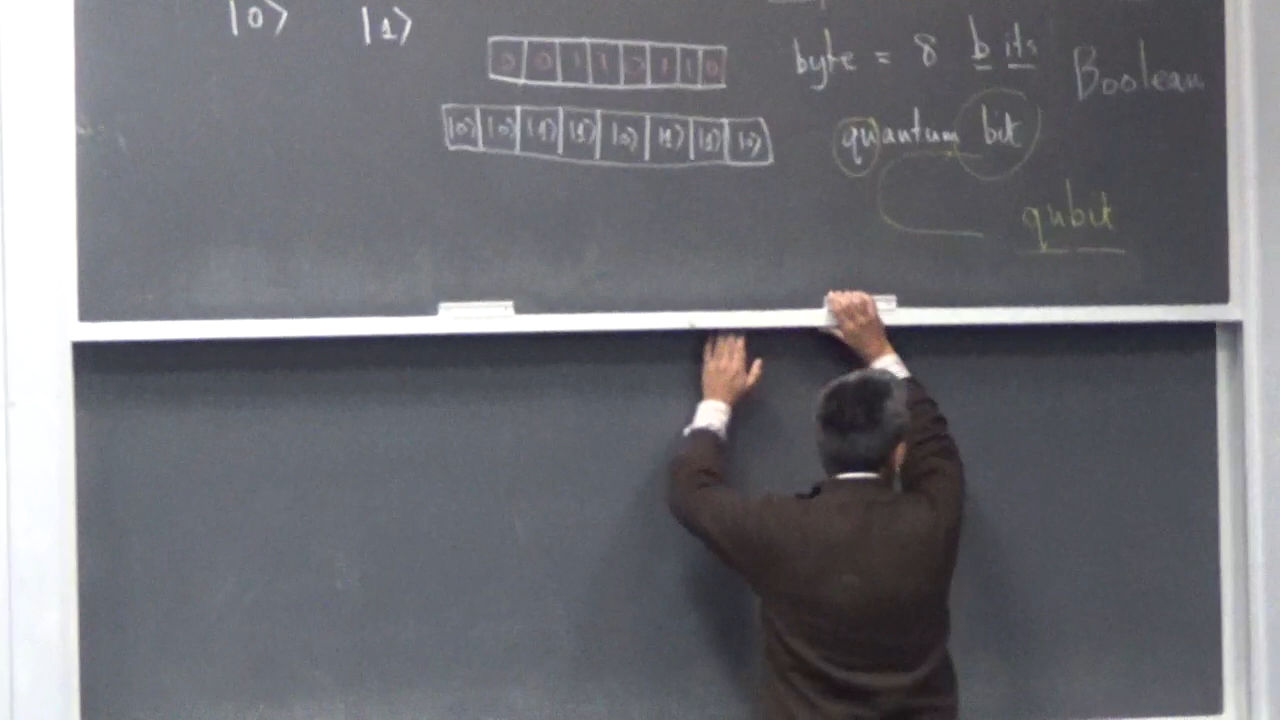 |0⟩ |1⟩
0 0 1 1 0 1 1 0
byte = 8 bits
Boolean
|0⟩ |0⟩ |1⟩ |1⟩ |0⟩ |1⟩ |1⟩ |0⟩
quantum bit
qubit